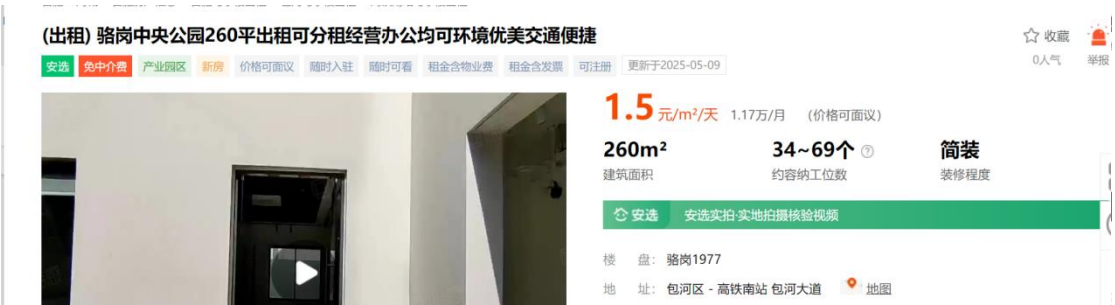 (出租) 骆岗中央公园260平出租可分租经营办公均可环境优美交通便捷
收藏
0人气 举报
安选 免中介费 产业园区 新房 价格可面议 随时入驻 随时可看 租金含物业费 租金含发票 可注册 更新于2025-05-09
1.5 元/m²/天 1.17万/月 (价格可面议)
260m² 34~69个 简装
建筑面积 约容纳工位数 装修程度
安选 安选实拍·实地拍摄核验视频
楼 盘: 骆岗1977
地 址: 包河区 - 高铁南站 包河大道 地图